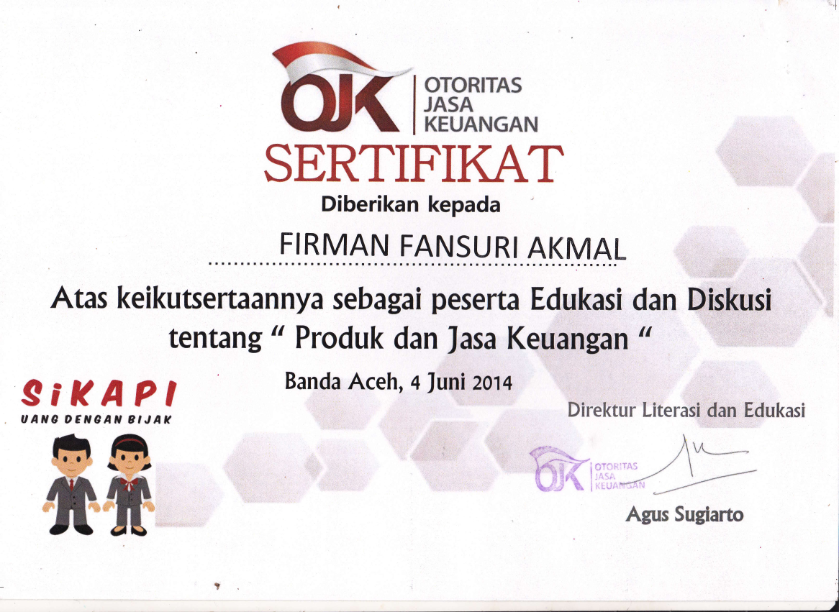 OJK OTORITAS
JASA
KEUANGAN
SERTIFIKAT
Diberikan kepada
FIRMAN FANSURI AKMAL
Atas keikutsertaannya sebagai peserta Edukasi dan Diskusi
tentang “ Produk dan Jasa Keuangan “
Banda Aceh, 4 Juni 2014
SiKAPI
UANG DENGAN BIJAK
Direktur Literasi dan Edukasi
OJK OTORITAS
JASA
KEUANGAN
Agus Sugiarto